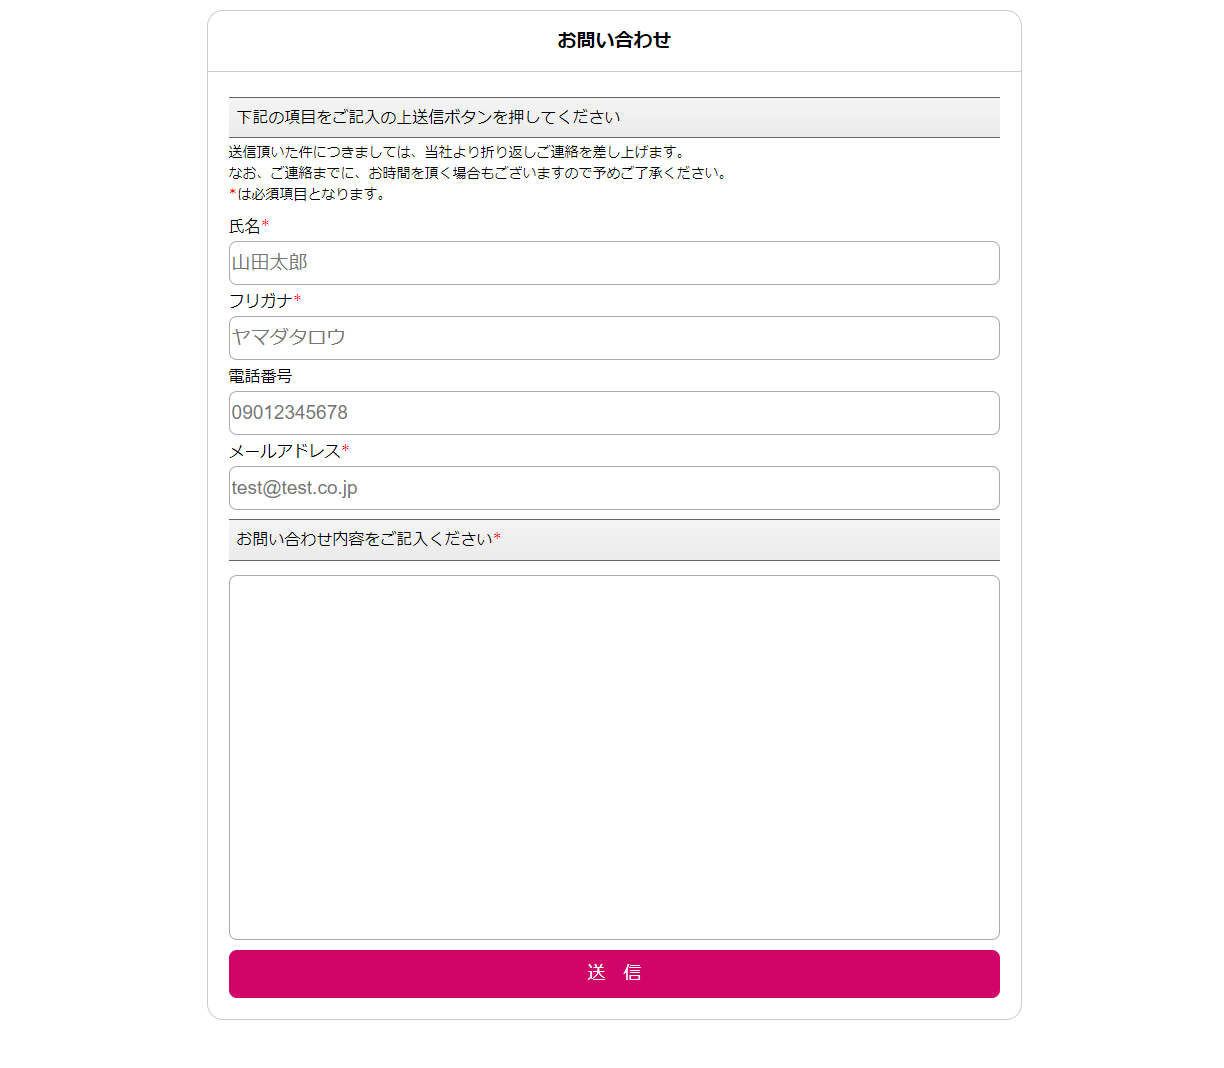 お問い合わせ
下記の項目をご記入の上送信ボタンを押してください
送信頂いた件につきましては、当社より折り返しご連絡を差し上げます。
なお、ご連絡までに、お時間を頂く場合もございますので予めご了承ください。
*は必須項目となります。
氏名*
山田太郎
フリガナ*
ヤマダタロウ
電話番号
09012345678
メールアドレス*
test@test.co.jp
お問い合わせ内容をご記入ください*
送　信